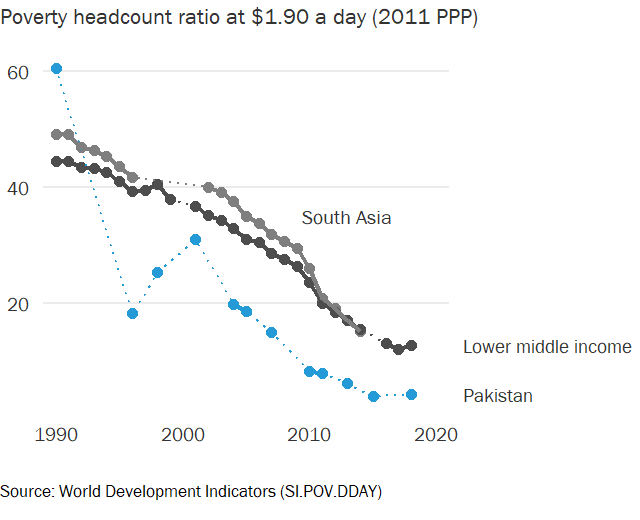 Poverty headcount ratio at $1.90 a day (2011 PPP)
60
40
South Asia
20
Lower middle income
Pakistan
1990 2000 2010 2020
Source: World Development Indicators (SI.POV.DDAY)